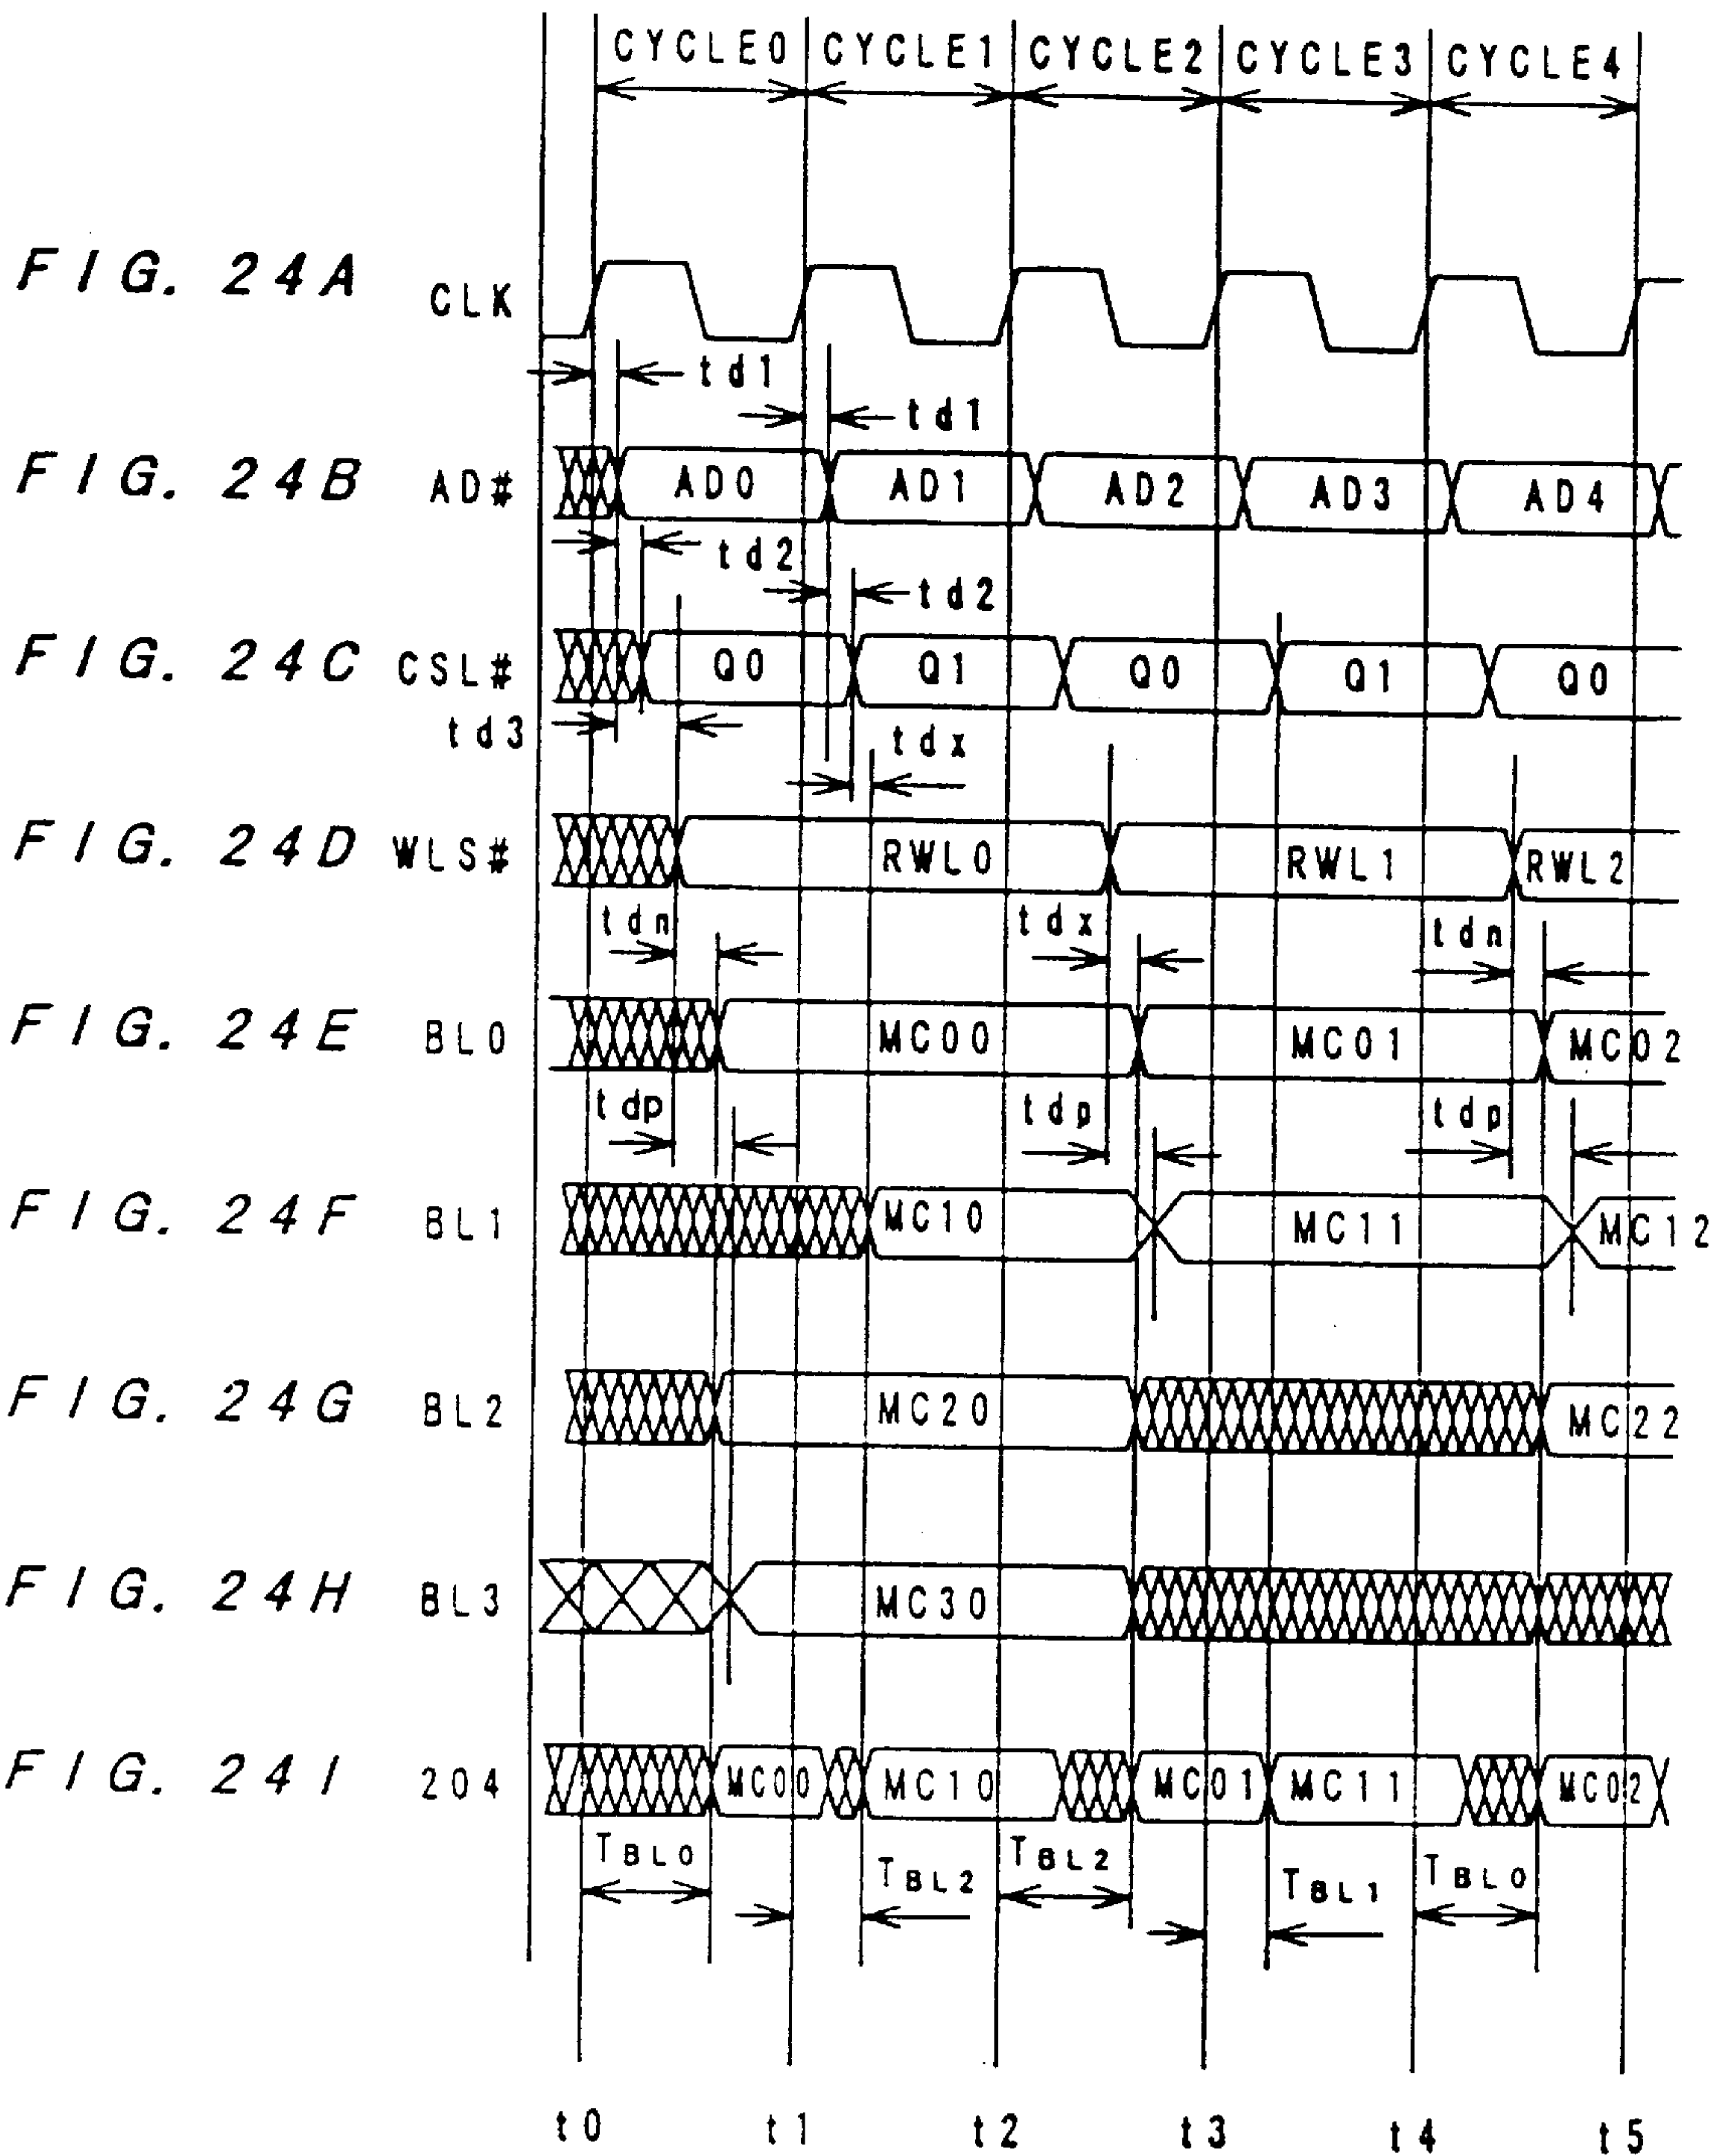 CYCLE0 CYCLE1 CYCLE2 CYCLE3 CYCLE4
FIG. 24A CLK
td1
td1
FIG. 24B AD# AD0 AD1 AD2 AD3 AD4
td2
td2
FIG. 24C CSL# Q0 Q1 Q0 Q1 Q0
td3
tdx
FIG. 24D WLS# RWL0 RWL1 RWL2
tdn tdx tdn
FIG. 24E BL0 MC00 MC01 MC02
tdp tdp tdp
FIG. 24F BL1 MC10 MC11 MC12
FIG. 24G BL2 MC20 MC22
FIG. 24H BL3 MC30
FIG. 24I 204 MC00 MC10 MC01 MC11 MC02
TBL0 TBL2 TBL2 TBL1 TBL0
t0 t1 t2 t3 t4 t5